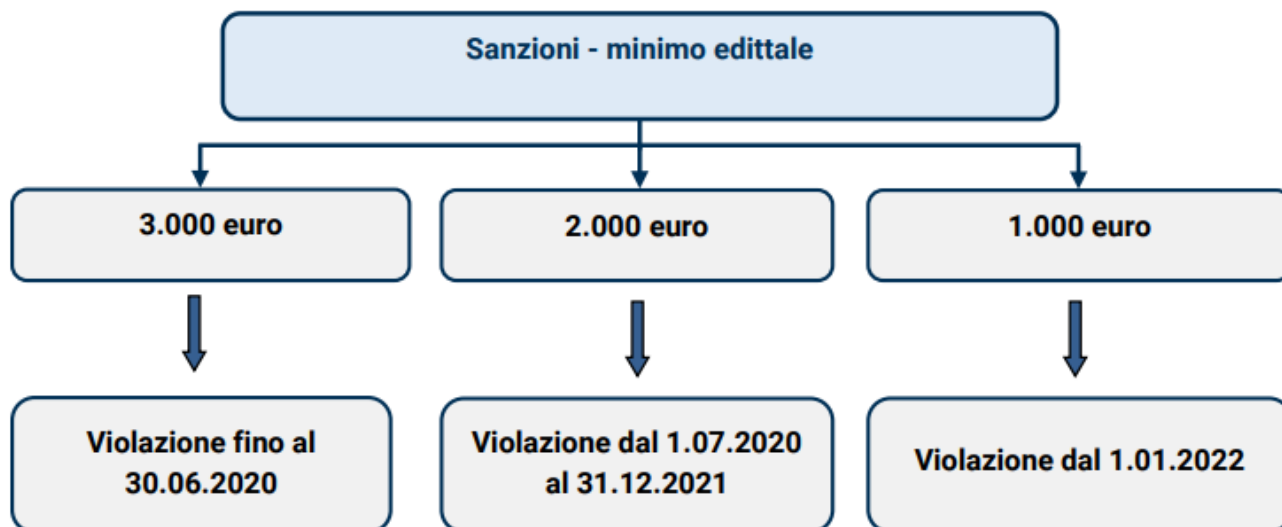 Sanzioni - minimo edittale
3.000 euro
2.000 euro
1.000 euro
Violazione fino al
30.06.2020
Violazione dal 1.07.2020
al 31.12.2021
Violazione dal 1.01.2022